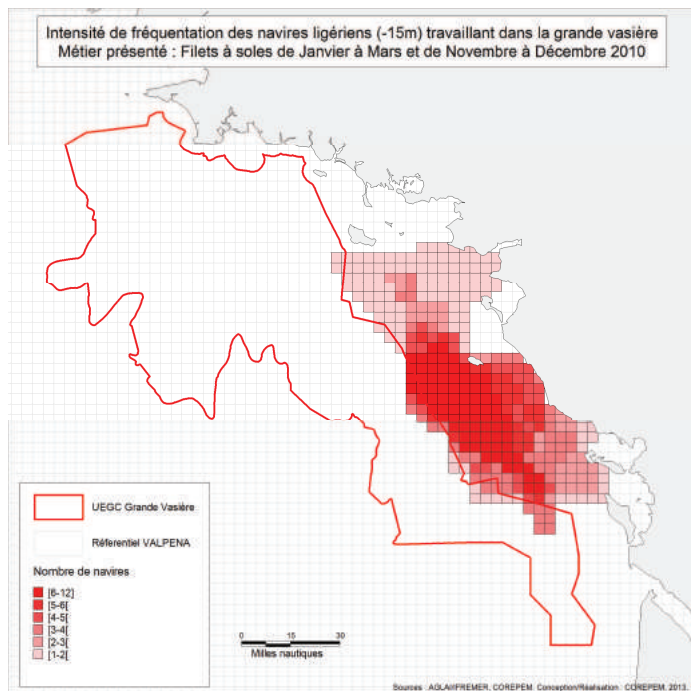 Intensité de fréquentation des navires ligériens (-15m) travaillant dans la grande vasière
Métier présenté : Filets à soles de Janvier à Mars et de Novembre à Décembre 2010
UEGC Grande Vasière
Réferentiel VALPENA
Nombre de navires
[6-12]
[5-6[
[4-5[
[3-4[
[2-3[
[1-2[
0 15 30
Milles nautiques
Sources : AGLIA/IFREMER, COREPEM. Conception/Réalisation : COREPEM, 2013.